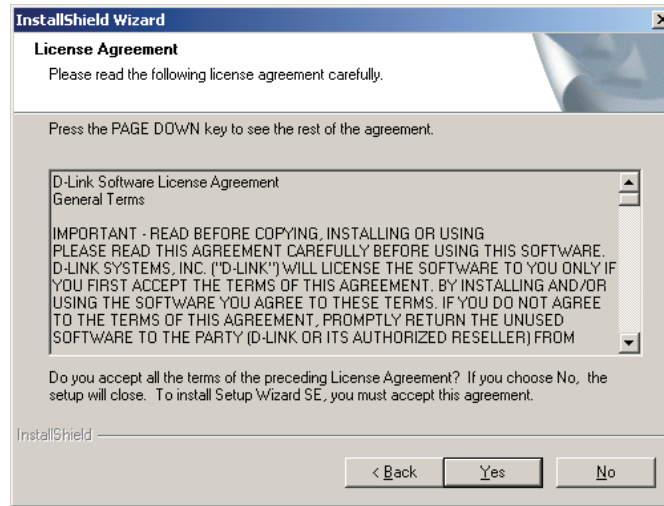 InstallShield Wizard
License Agreement
Please read the following license agreement carefully.
Press the PAGE DOWN key to see the rest of the agreement.
D-Link Software License Agreement
General Terms
IMPORTANT - READ BEFORE COPYING, INSTALLING OR USING
PLEASE READ THIS AGREEMENT CAREFULLY BEFORE USING THIS SOFTWARE.
D-LINK SYSTEMS, INC. ("D-LINK") WILL LICENSE THE SOFTWARE TO YOU ONLY IF
YOU FIRST ACCEPT THE TERMS OF THIS AGREEMENT. BY INSTALLING AND/OR
USING THE SOFTWARE YOU AGREE TO THESE TERMS. IF YOU DO NOT AGREE
TO THE TERMS OF THIS AGREEMENT, PROMPTLY RETURN THE UNUSED
SOFTWARE TO THE PARTY (D-LINK OR ITS AUTHORIZED RESELLER) FROM
Do you accept all the terms of the preceding License Agreement? If you choose No, the
setup will close. To install Setup Wizard SE, you must accept this agreement.
InstallShield
< Back Yes No